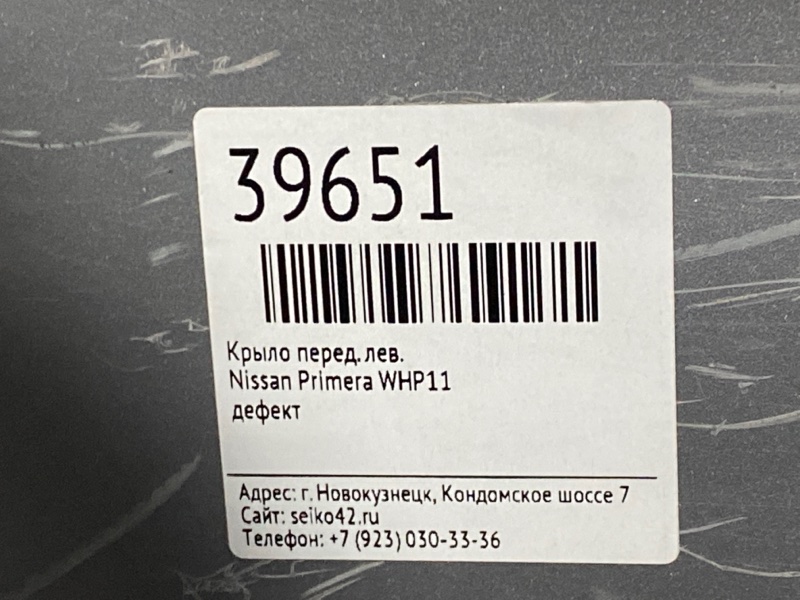 39651
Крыло перед. лев.
Nissan Primera WHP11
дефект
Адрес: г. Новокузнецк, Кондомское шоссе 7
Сайт: seiko42.ru
Телефон: +7 (923) 030-33-36